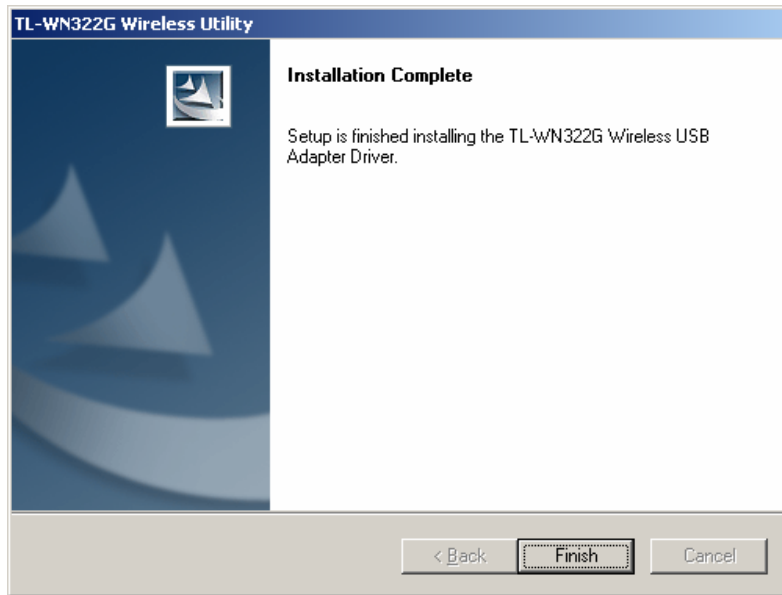 TL-WN322G Wireless Utility
Installation Complete
Setup is finished installing the TL-WN322G Wireless USB
Adapter Driver.
< Back
Finish
Cancel